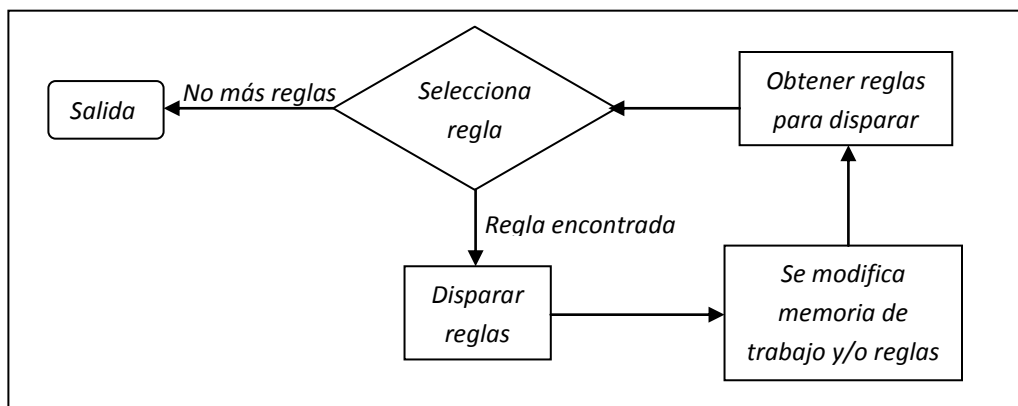 Salida
No más reglas
Selecciona
regla
Obtener reglas
para disparar
Regla encontrada
Disparar
reglas
Se modifica
memoria de
trabajo y/o reglas